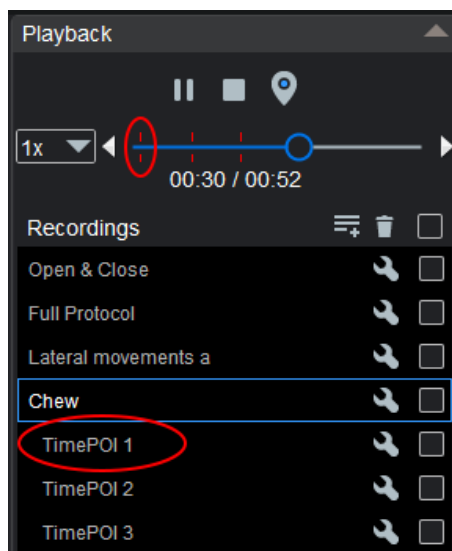 Playback
1x
00:30 / 00:52
Recordings
Open & Close
Full Protocol
Lateral movements a
Chew
TimePOI 1
TimePOI 2
TimePOI 3